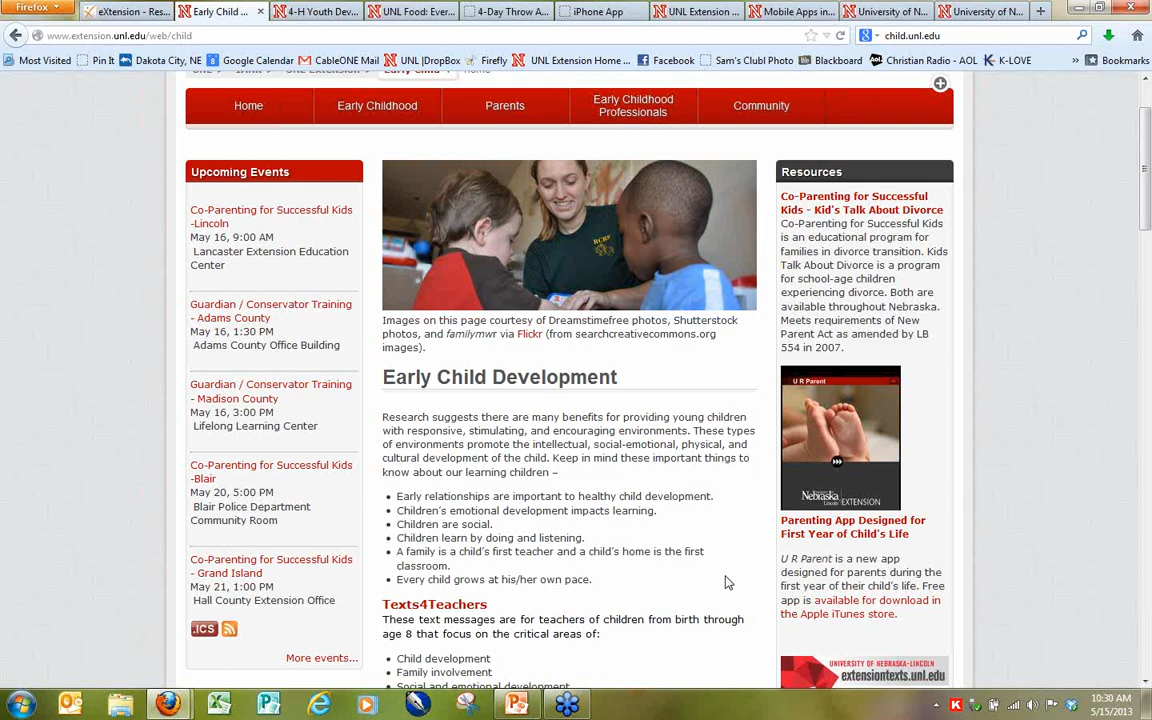 Firefox
eXtension - Res...
Early Child ...
4-H Youth Dev...
UNL Food: Ever...
4-Day Throw A...
iPhone App
UNL Extension ...
Mobile Apps in...
University of N...
University of N...
www.extension.unl.edu/web/child
child.unl.edu
Most Visited
Pin It
Dakota City, NE
Google Calendar
CableONE Mail
UNL |DropBox
Firefly
UNL Extension Home ...
Facebook
Sam's Club! Photo
Blackboard
Christian Radio - AOL
K-LOVE
Bookmarks
Home
Early Childhood
Parents
Early Childhood
Professionals
Community
Upcoming Events
Co-Parenting for Successful Kids
-Lincoln
May 16, 9:00 AM
Lancaster Extension Education
Center
Guardian / Conservator Training
- Adams County
May 16, 1:30 PM
Adams County Office Building
Guardian / Conservator Training
- Madison County
May 16, 3:00 PM
Lifelong Learning Center
Co-Parenting for Successful Kids
-Blair
May 20, 5:00 PM
Blair Police Department
Community Room
Co-Parenting for Successful Kids
- Grand Island
May 21, 1:00 PM
Hall County Extension Office
.ICS
More events...
Images on this page courtesy of Dreamstimefree photos, Shutterstock
photos, and familymwr via Flickr (from searchcreativecommons.org
images).
Early Child Development
Research suggests there are many benefits for providing young children
with responsive, stimulating, and encouraging environments. These types
of environments promote the intellectual, social-emotional, physical, and
cultural development of the child. Keep in mind these important things to
know about our learning children –
Early relationships are important to healthy child development.
Children's emotional development impacts learning.
Children are social.
Children learn by doing and listening.
A family is a child's first teacher and a child's home is the first
classroom.
Every child grows at his/her own pace.
Texts4Teachers
These text messages are for teachers of children from birth through
age 8 that focus on the critical areas of:
Child development
Family involvement
Social and emotional development
Resources
Co-Parenting for Successful
Kids - Kid's Talk About Divorce
Co-Parenting for Successful Kids
is an educational program for
families in divorce transition. Kids
Talk About Divorce is a program
for school-age children
experiencing divorce. Both are
available throughout Nebraska.
Meets requirements of New
Parent Act as amended by LB
554 in 2007.
U R Parent
Nebraska
EXTENSION
Parenting App Designed for
First Year of Child's Life
U R Parent is a new app
designed for parents during the
first year of their child's life. Free
app is available for download in
the Apple iTunes store.
UNIVERSITY OF NEBRASKA-LINCOLN
extensiontexts.unl.edu
10:30 AM
5/15/2013